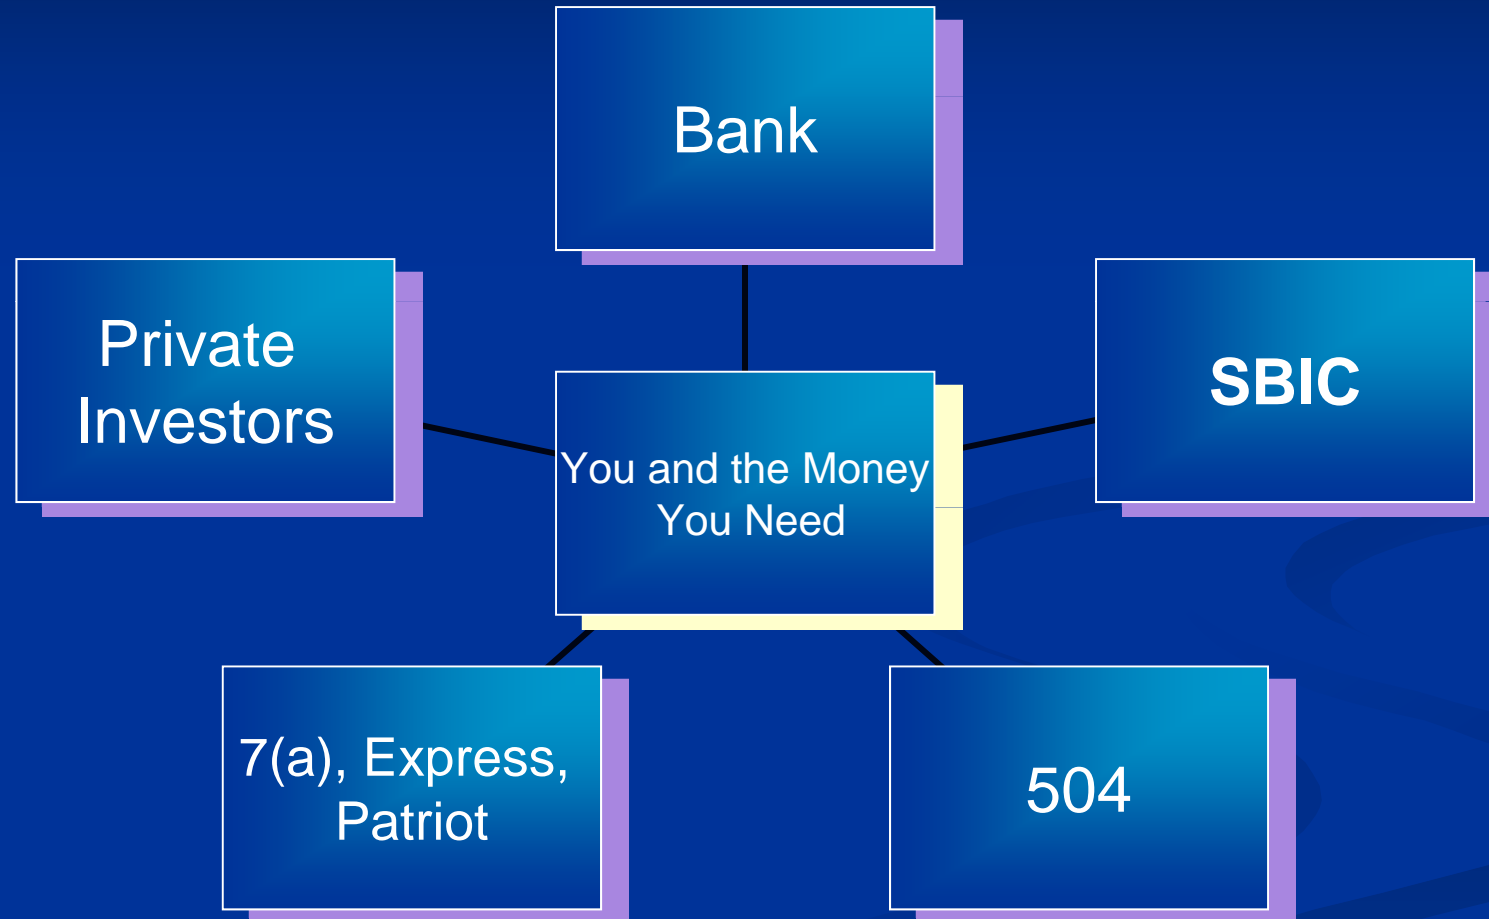 Bank
Private
Investors
SBIC
You and the Money
You Need
7(a), Express,
Patriot
504